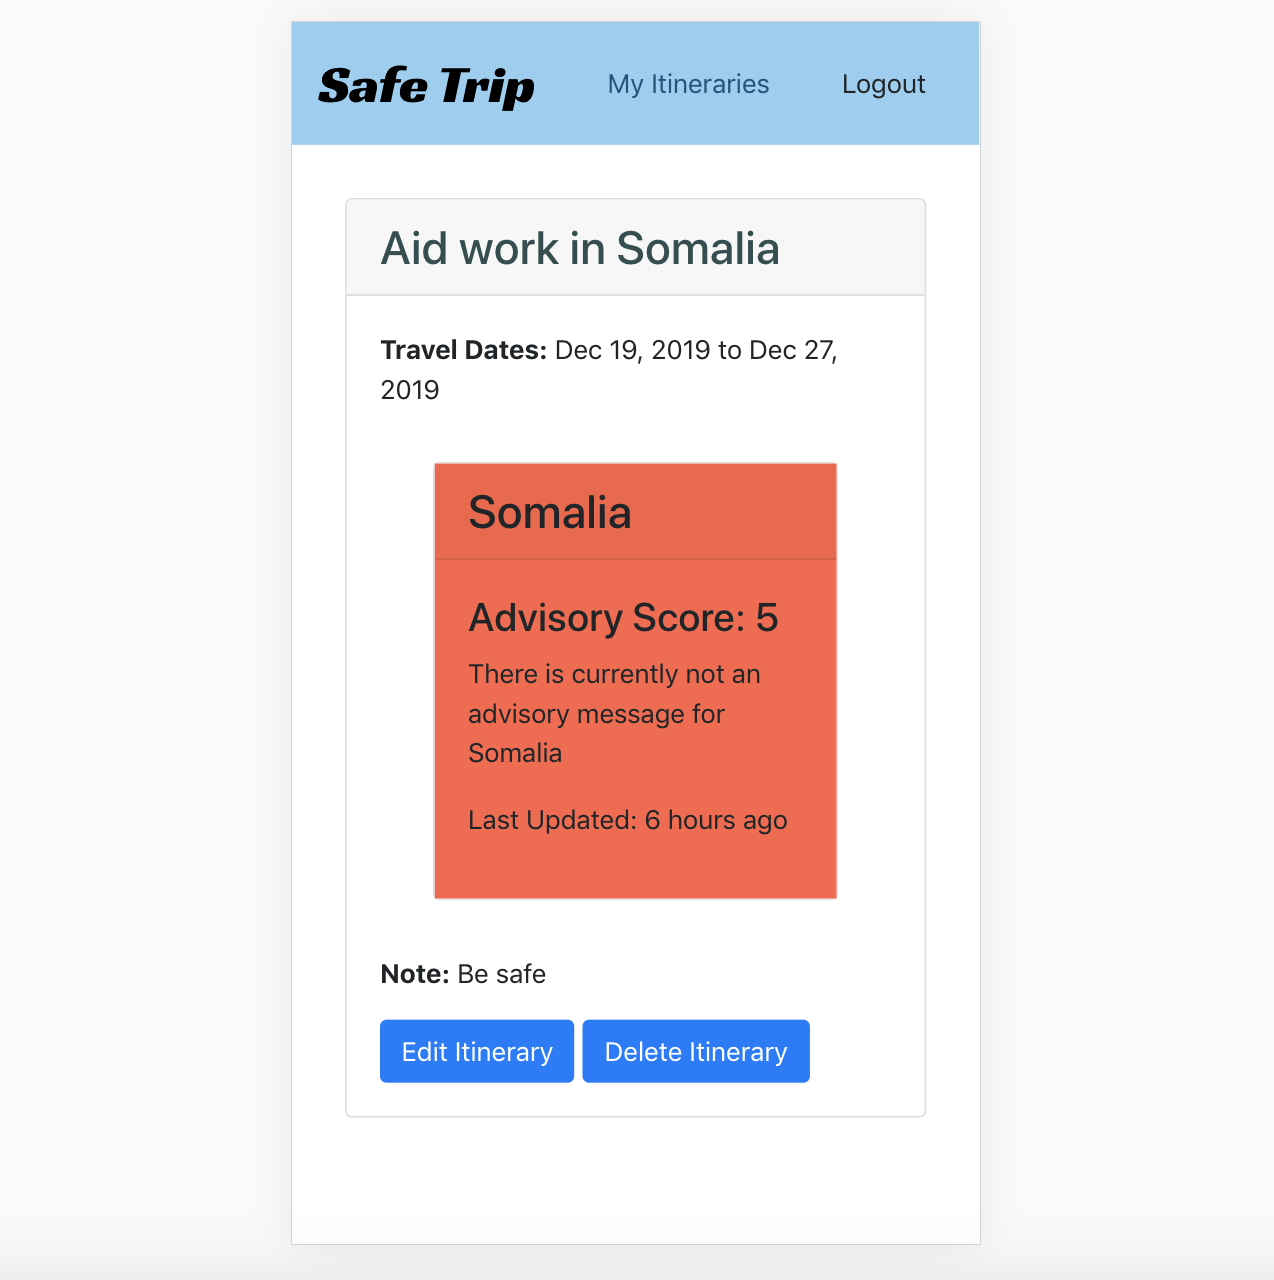 Safe Trip My Itineraries Logout
Aid work in Somalia
Travel Dates: Dec 19, 2019 to Dec 27,
2019
Somalia
Advisory Score: 5
There is currently not an
advisory message for
Somalia
Last Updated: 6 hours ago
Note: Be safe
Edit Itinerary Delete Itinerary